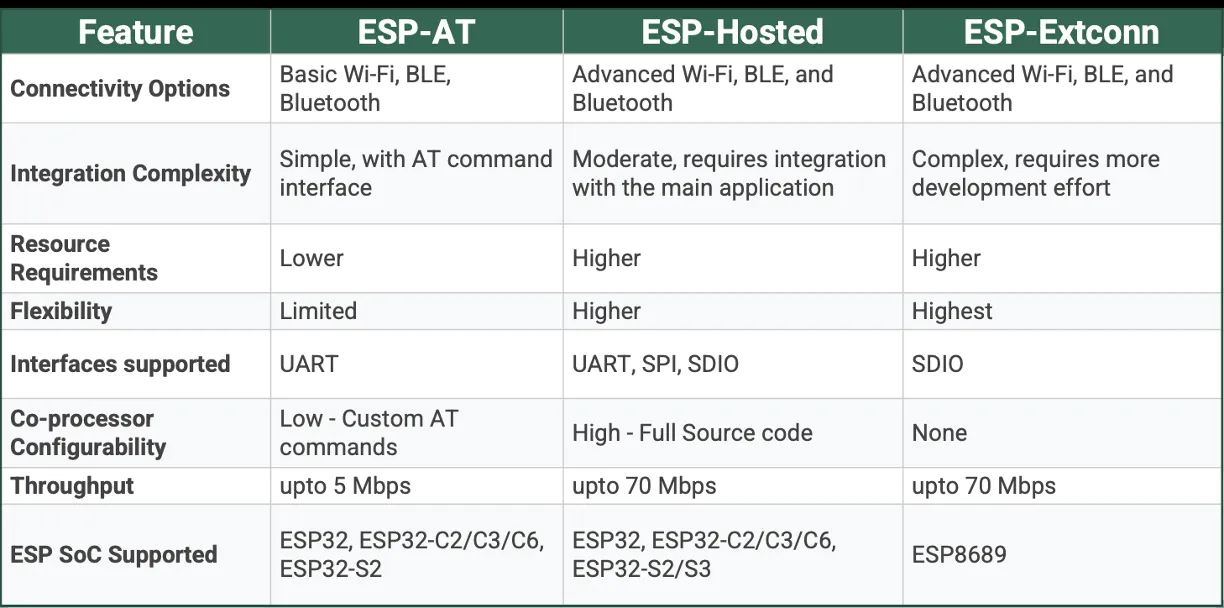 Feature ESP-AT ESP-Hosted ESP-Extconn
Connectivity Options
Basic Wi-Fi, BLE,
Bluetooth
Advanced Wi-Fi, BLE, and
Bluetooth
Advanced Wi-Fi, BLE, and
Bluetooth
Integration Complexity
Simple, with AT command
interface
Moderate, requires integration
with the main application
Complex, requires more
development effort
Resource
Requirements
Lower
Higher
Higher
Flexibility
Limited
Higher
Highest
Interfaces supported
UART
UART, SPI, SDIO
SDIO
Co-processor
Configurability
Low - Custom AT
commands
High - Full Source code
None
Throughput
upto 5 Mbps
upto 70 Mbps
upto 70 Mbps
ESP SoC Supported
ESP32, ESP32-C2/C3/C6,
ESP32-S2
ESP32, ESP32-C2/C3/C6,
ESP32-S2/S3
ESP8689